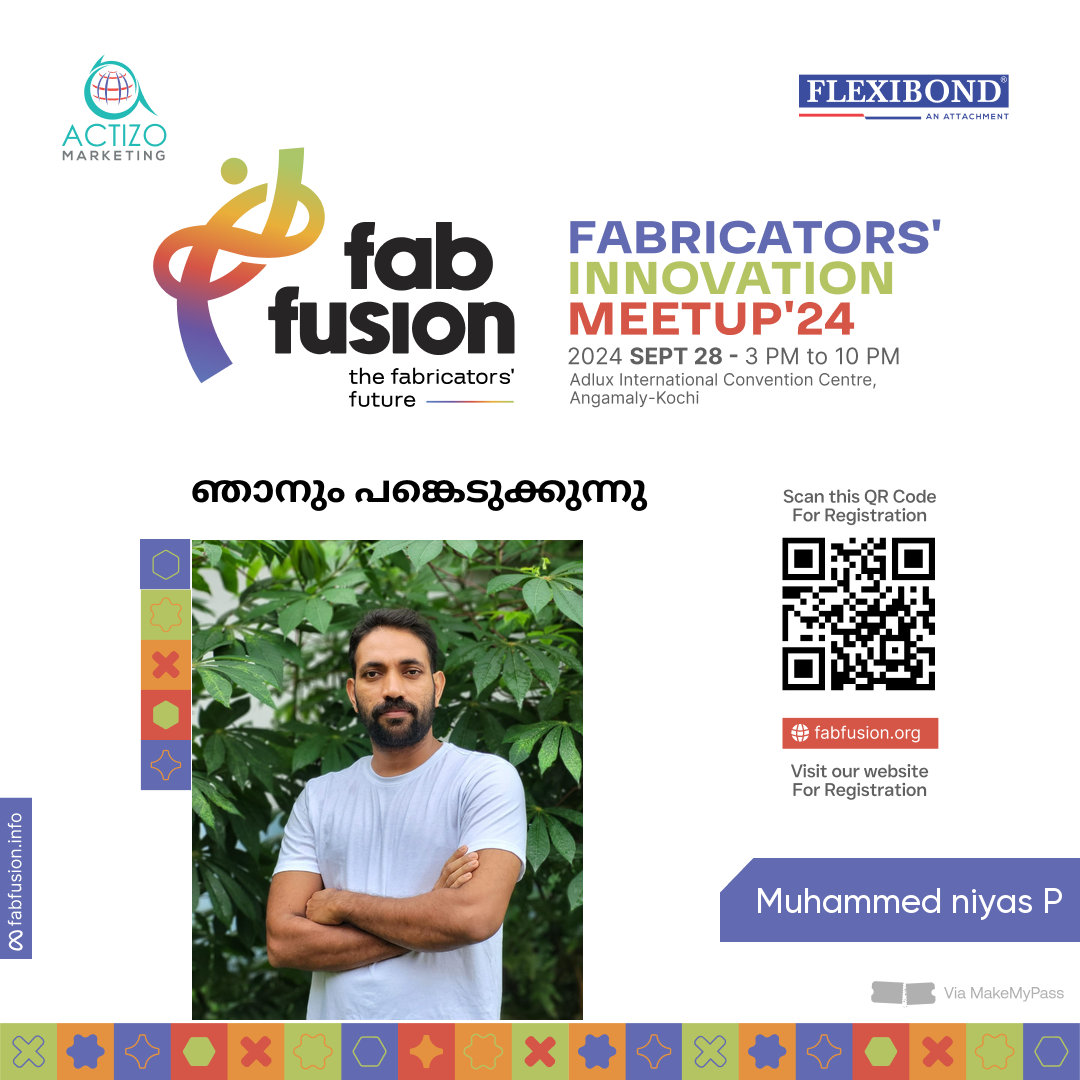 ACTIZO
MARKETING
FLEXIBOND®
AN ATTACHMENT
fab
fusion
the fabricators'
future
FABRICATORS'
INNOVATION
MEETUP'24
2024 SEPT 28 - 3 PM to 10 PM
Adlux International Convention Centre,
Angamaly-Kochi
ഞാനും പങ്കെടുക്കുന്നു
Scan this QR Code
For Registration
fabfusion.org
Visit our website
For Registration
fabfusion.info
Muhammed niyas P
Via MakeMyPass